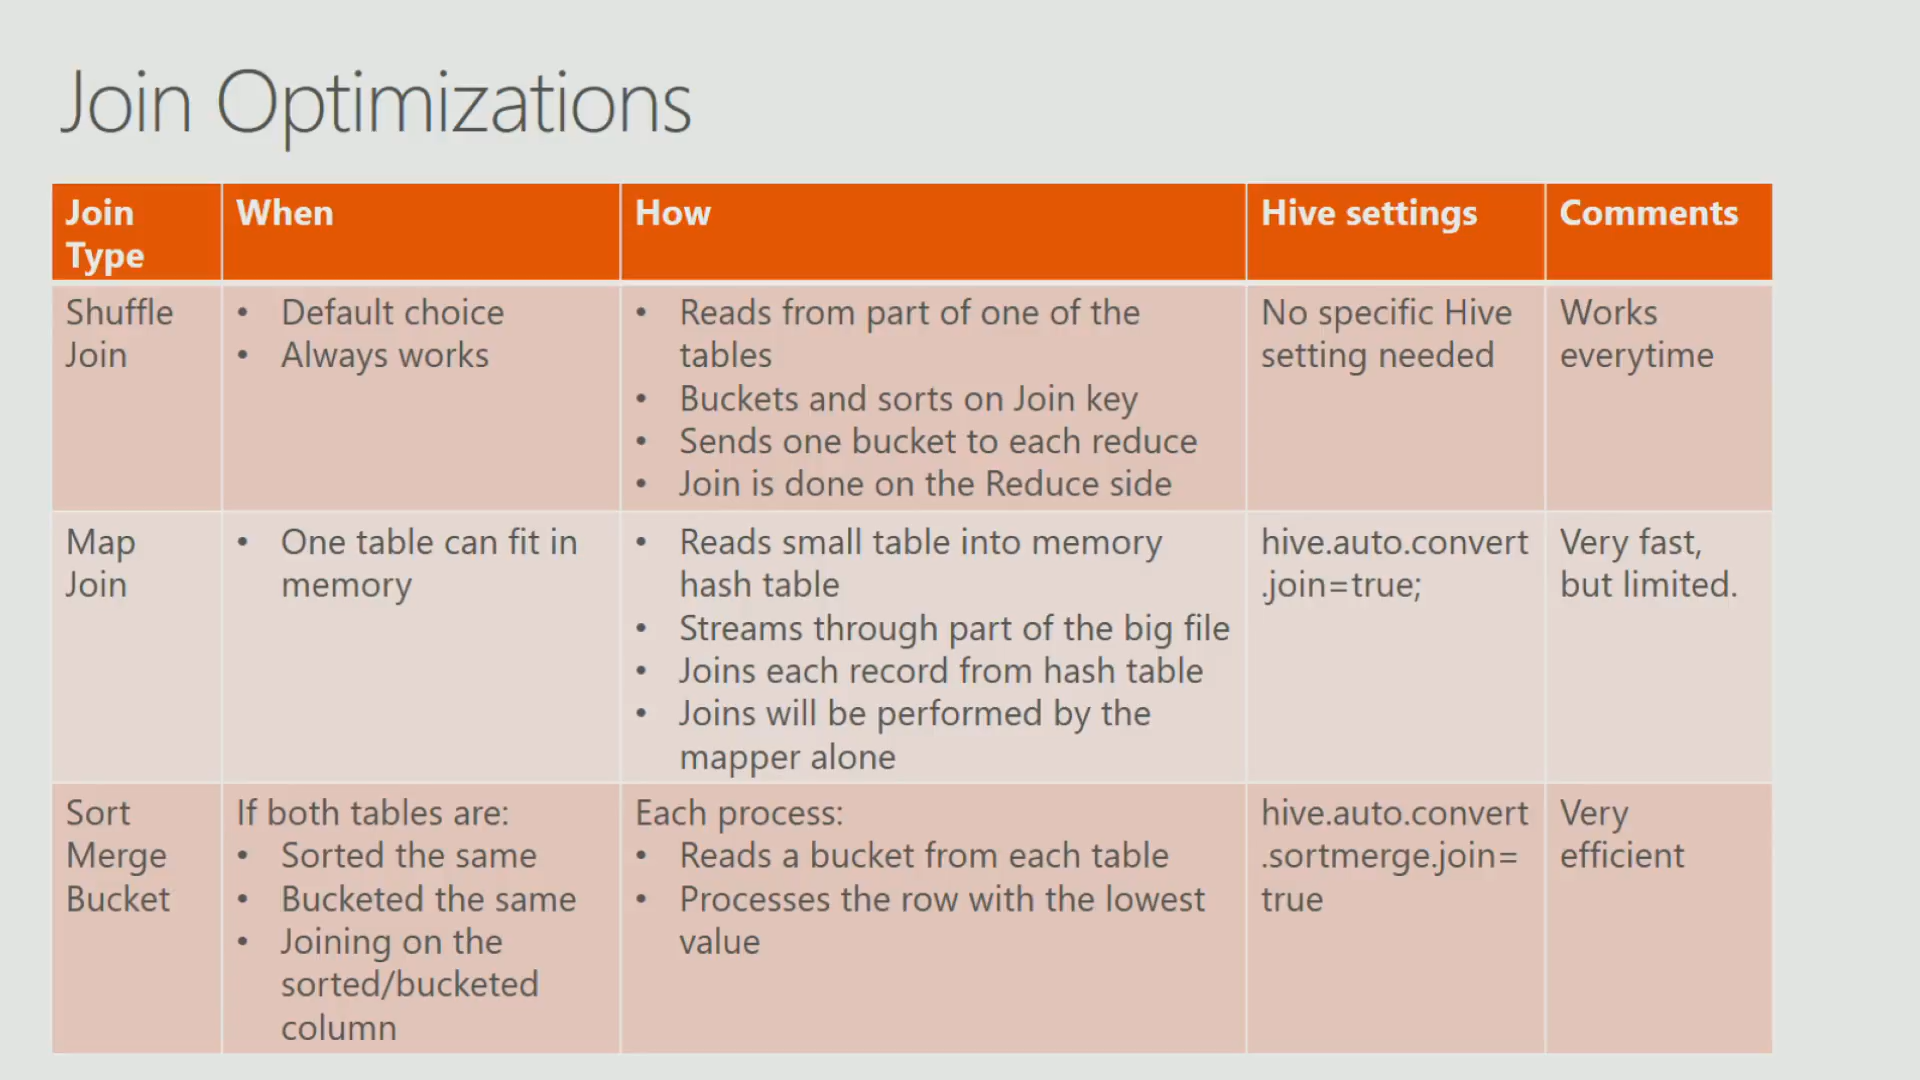 Join Optimizations
Join
Type
When
How
Hive settings
Comments
Shuffle
Join
• Default choice
• Always works
• Reads from part of one of the
tables
• Buckets and sorts on Join key
• Sends one bucket to each reduce
• Join is done on the Reduce side
No specific Hive
setting needed
Works
everytime
Map
Join
• One table can fit in
memory
• Reads small table into memory
hash table
• Streams through part of the big file
• Joins each record from hash table
• Joins will be performed by the
mapper alone
hive.auto.convert
.join=true;
Very fast,
but limited.
Sort
Merge
Bucket
If both tables are:
• Sorted the same
• Bucketed the same
• Joining on the
sorted/bucketed
column
Each process:
• Reads a bucket from each table
• Processes the row with the lowest
value
hive.auto.convert
.sortmerge.join=
true
Very
efficient